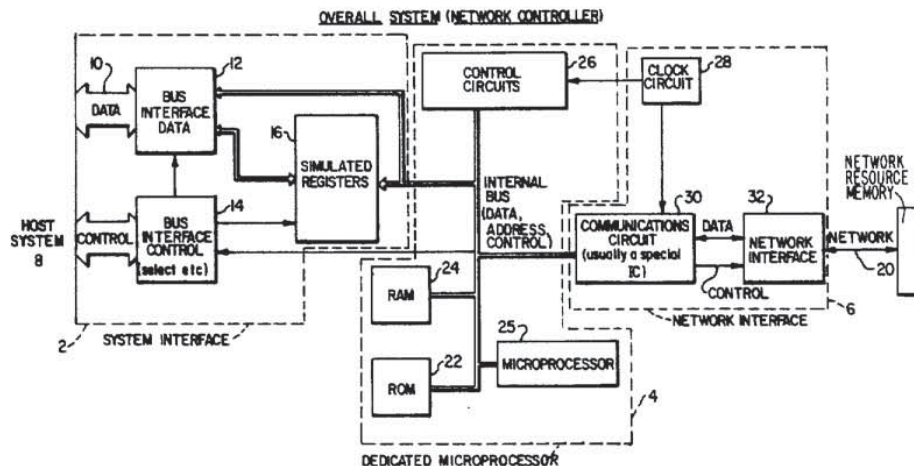 OVERALL SYSTEM (NETWORK CONTROLLER)
10
DATA
12
BUS
INTERFACE
DATA
16
SIMULATED
REGISTERS
26
CONTROL
CIRCUITS
28
CLOCK
CIRCUIT
HOST
SYSTEM
8
CONTROL
14
BUS
INTERFACE
CONTROL
(select etc)
INTERNAL
BUS
(DATA,
ADDRESS,
CONTROL)
30
COMMUNICATIONS
CIRCUIT
(usually a special
IC)
DATA
CONTROL
32
NETWORK
INTERFACE
NETWORK
20
NETWORK
RESOURCE
MEMORY
24
RAM
22
ROM
25
MICROPROCESSOR
2
SYSTEM INTERFACE
NETWORK INTERFACE
6
4
DEDICATED MICROPROCESSOR